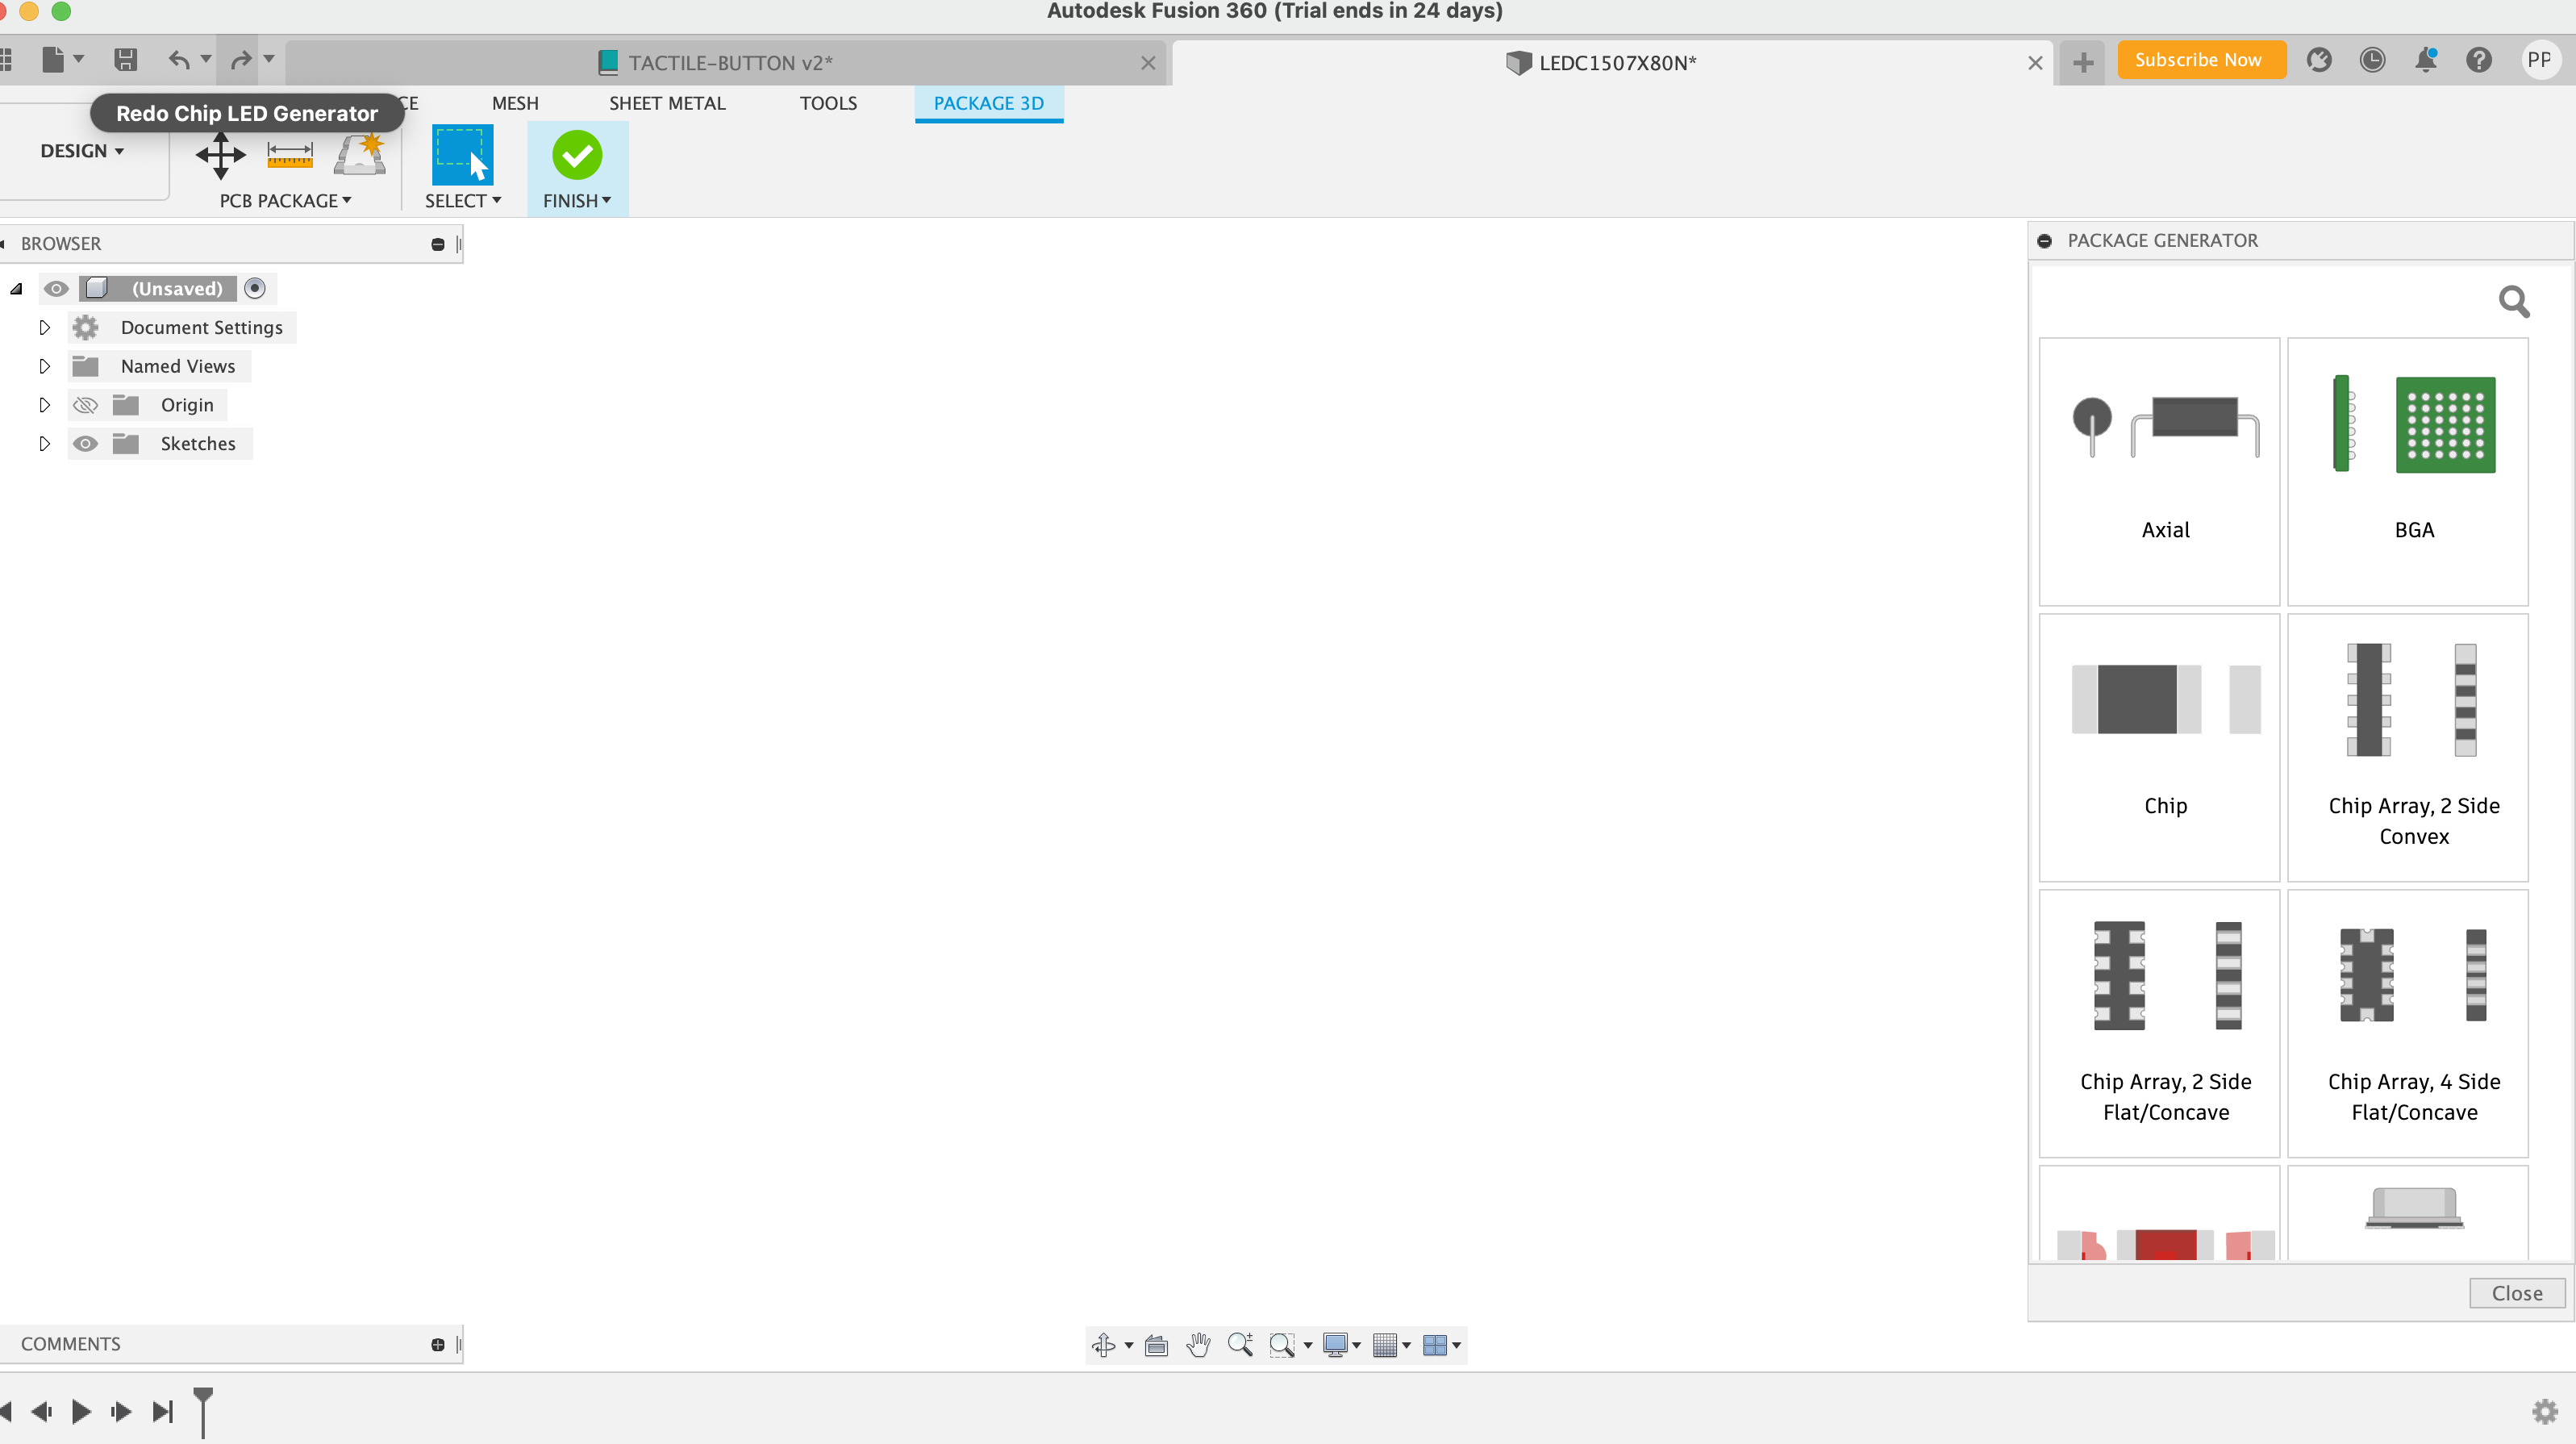 Autodesk Fusion 360 (Trial ends in 24 days)
TACTILE-BUTTON v2*
LEDC1507X80N*
Subscribe Now
PP
Redo Chip LED Generator
CE
MESH
SHEET METAL
TOOLS
PACKAGE 3D
DESIGN
PCB PACKAGE
SELECT
FINISH
BROWSER
(Unsaved)
Document Settings
Named Views
Origin
Sketches
PACKAGE GENERATOR
Axial
BGA
Chip
Chip Array, 2 Side
Convex
Chip Array, 2 Side
Flat/Concave
Chip Array, 4 Side
Flat/Concave
Close
COMMENTS